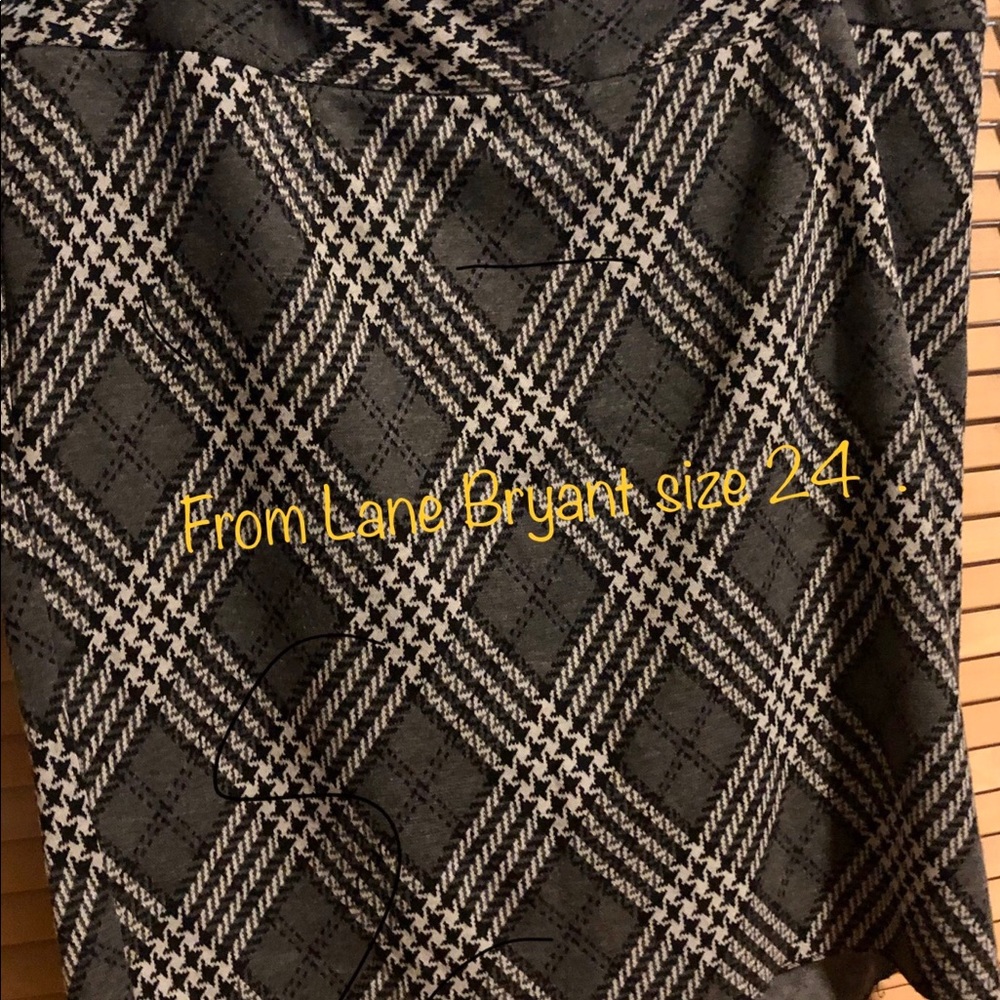 From Lane Bryant size 24 .